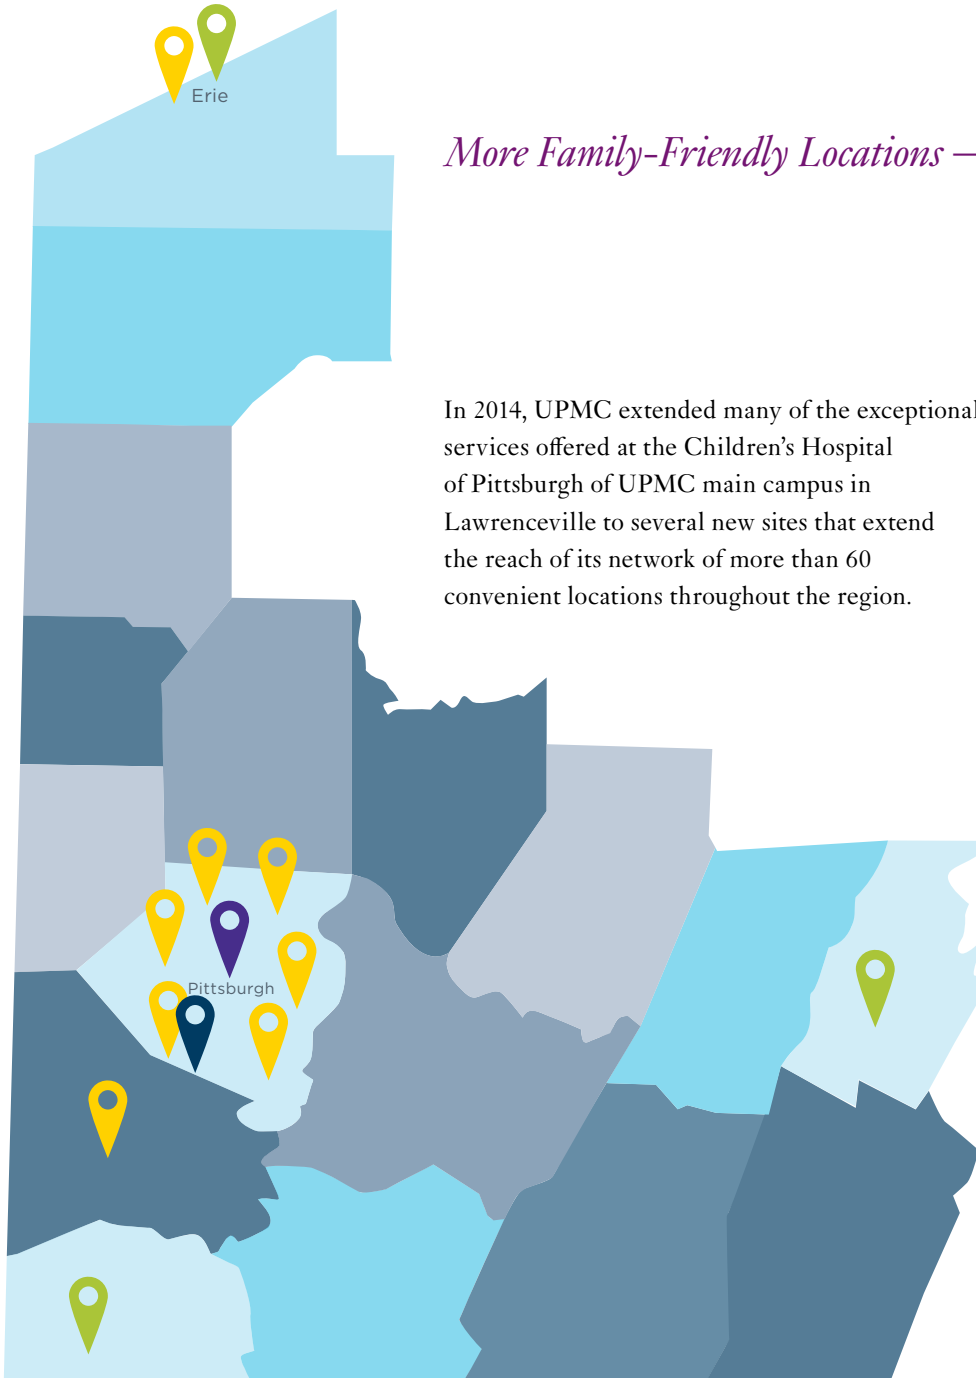 Erie
More Family-Friendly Locations —
In 2014, UPMC extended many of the exceptional
services offered at the Children’s Hospital
of Pittsburgh of UPMC main campus in
Lawrenceville to several new sites that extend
the reach of its network of more than 60
convenient locations throughout the region.
Pittsburgh